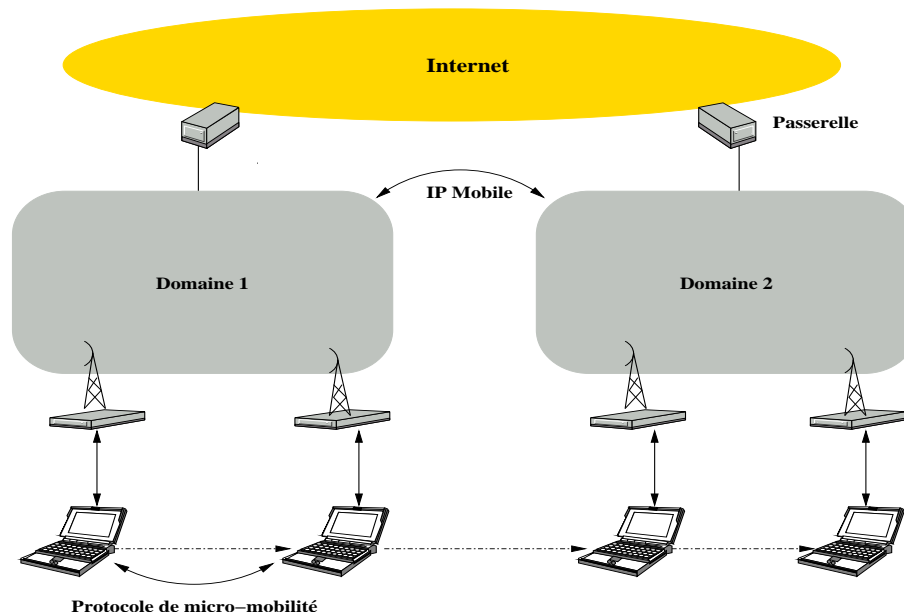 Internet
Passerelle
IP Mobile
Domaine 1
Domaine 2
Protocole de micro−mobilité